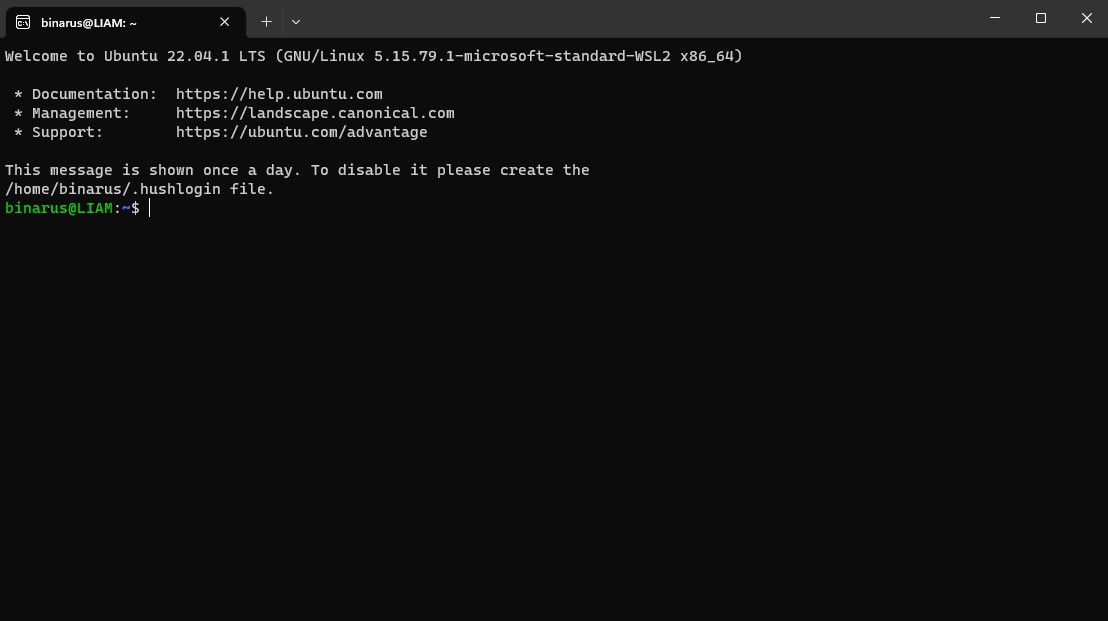 binarus@LIAM: ~
Welcome to Ubuntu 22.04.1 LTS (GNU/Linux 5.15.79.1-microsoft-standard-WSL2 x86_64)
* Documentation:  https://help.ubuntu.com
* Management:     https://landscape.canonical.com
* Support:        https://ubuntu.com/advantage
This message is shown once a day. To disable it please create the
/home/binarus/.hushlogin file.
binarus@LIAM:~$